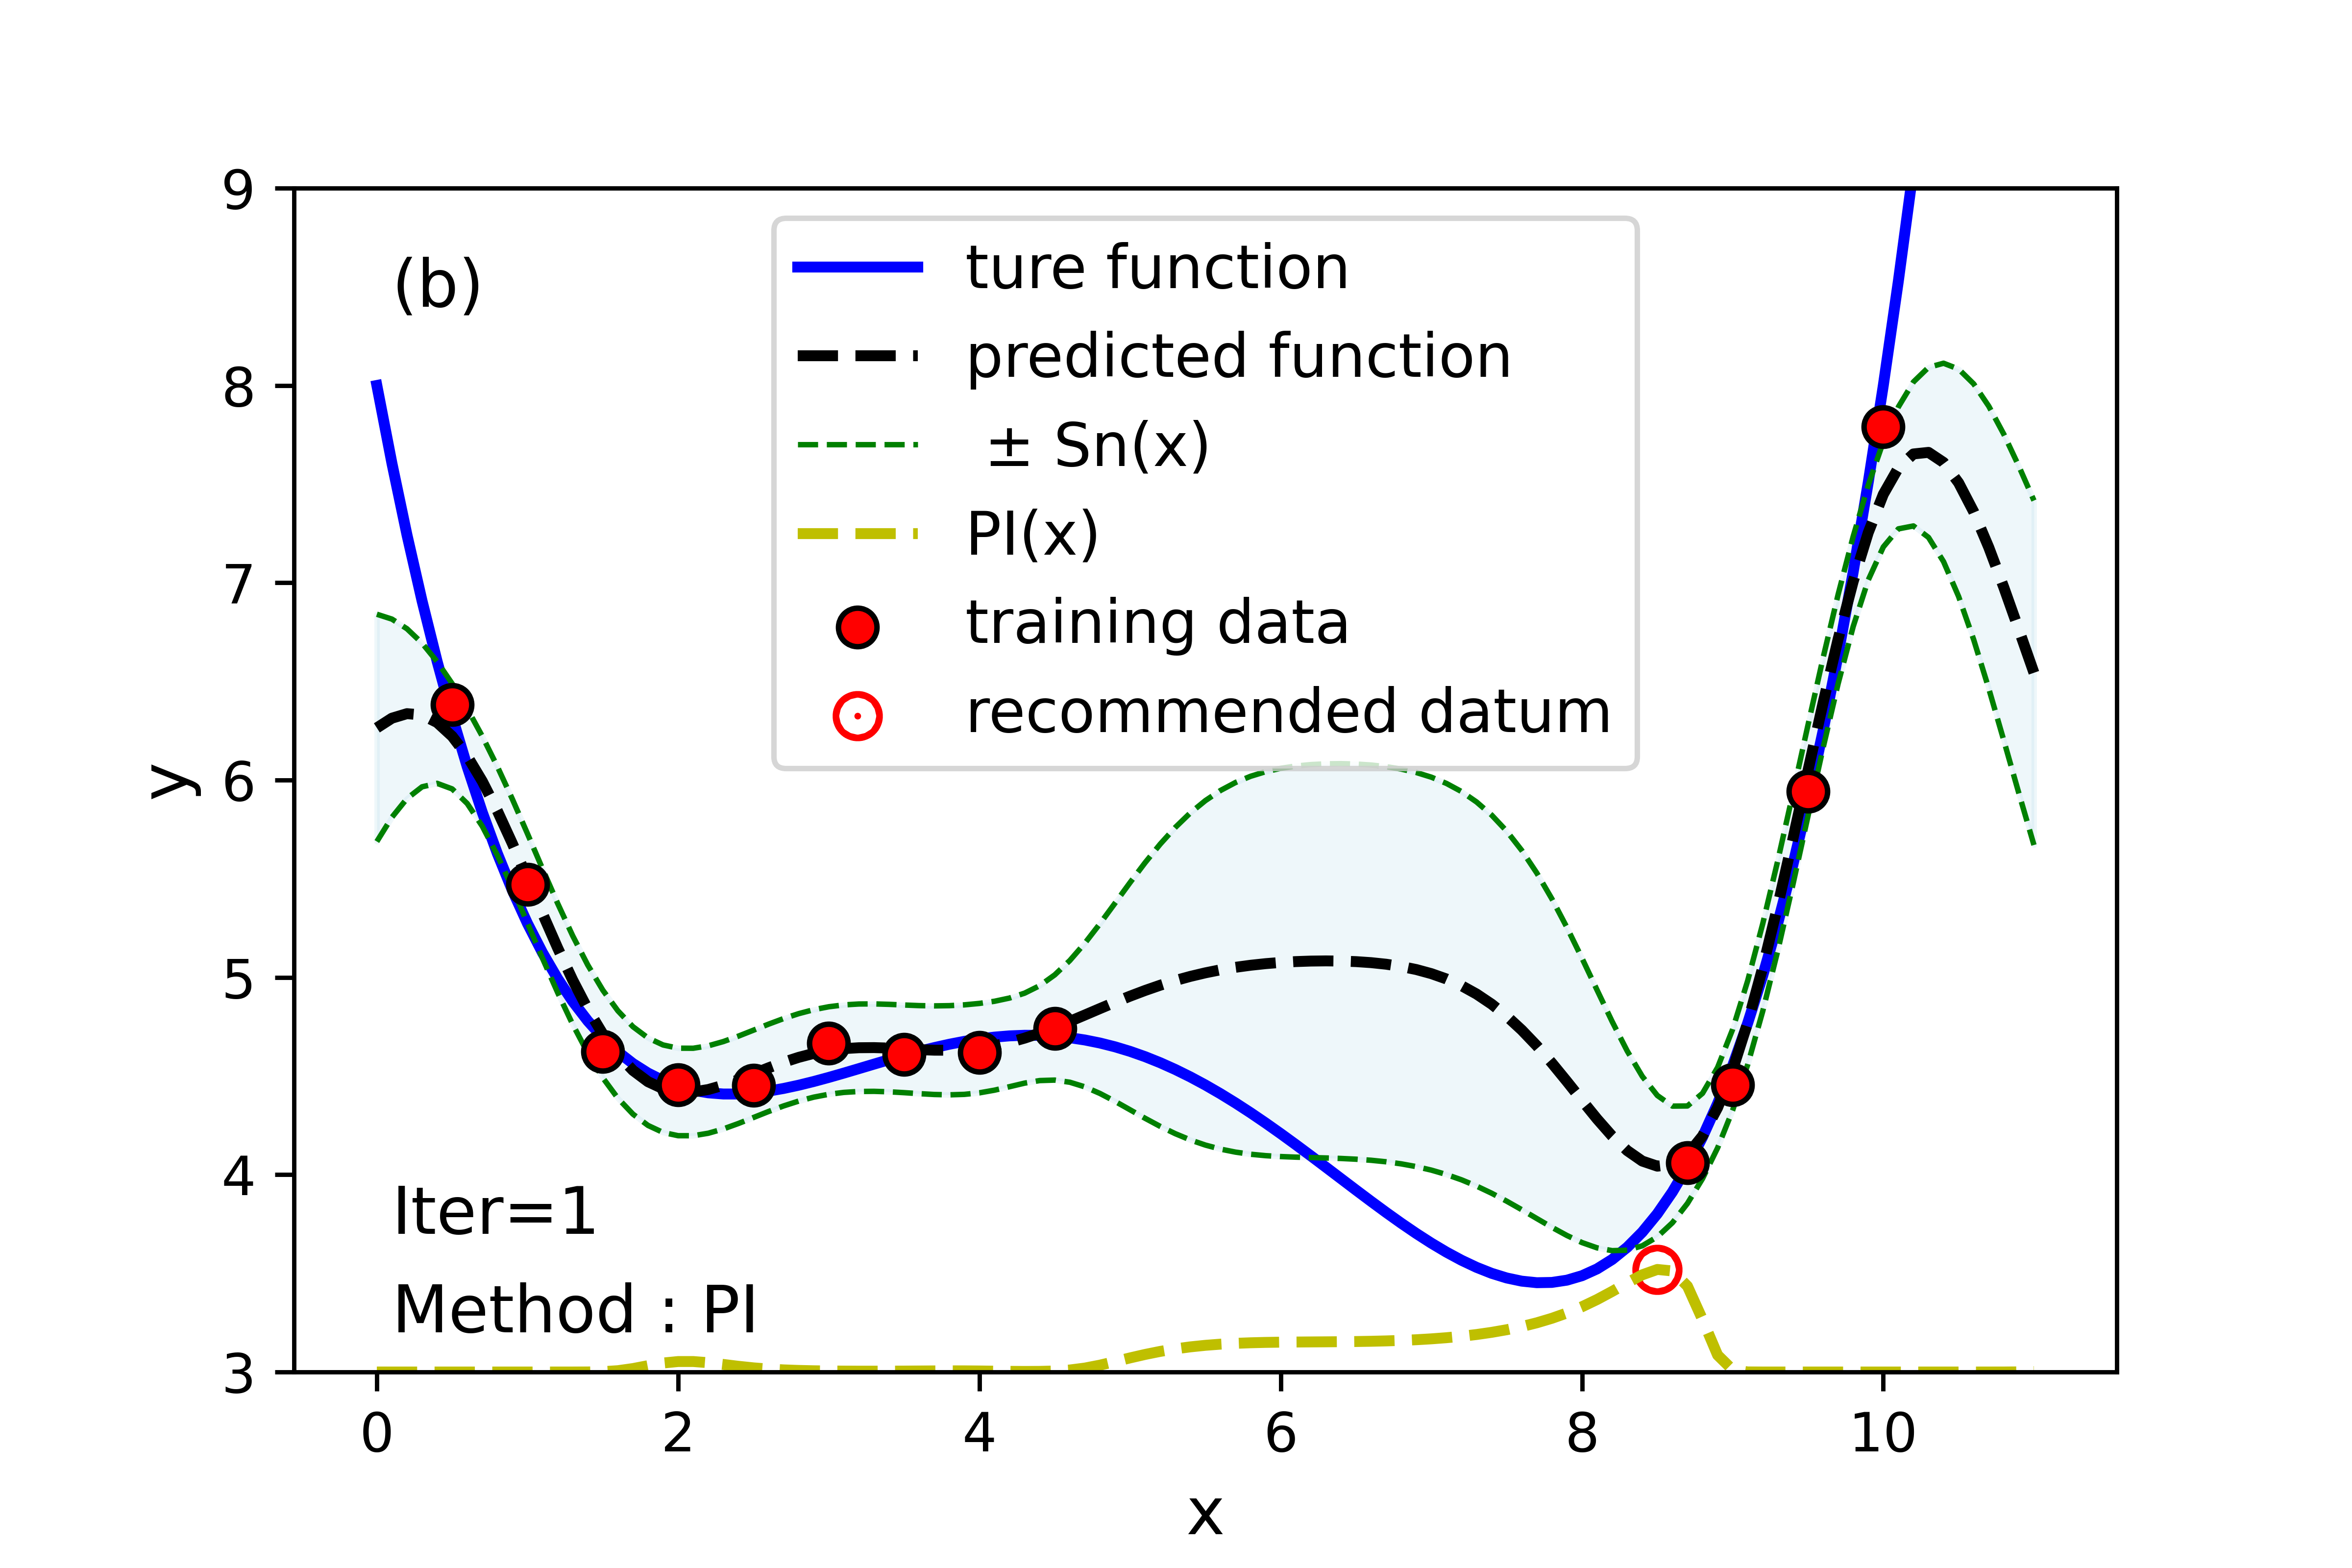 (b)
ture function
predicted function
± Sn(x)
PI(x)
training data
recommended datum
9
8
7
6
5
4
3
y
Iter=1
Method : PI
0 2 4 6 8 10
x